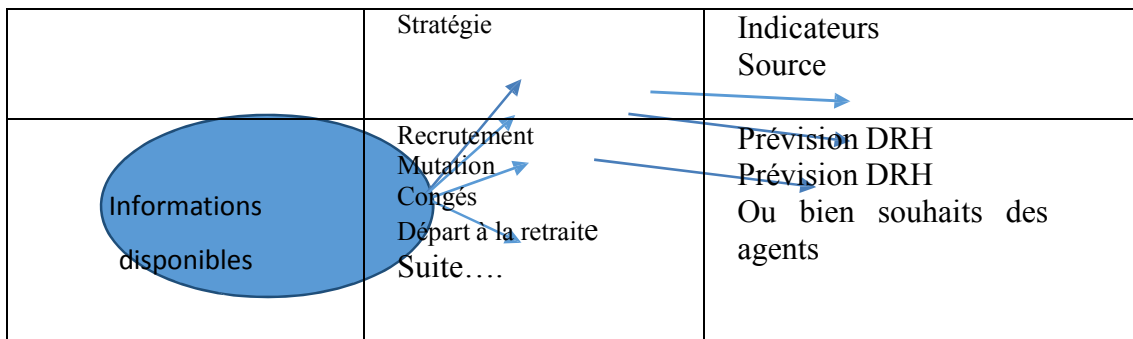 Stratégie
Indicateurs
Source
Informations
disponibles
Recrutement
Mutation
Congés
Départ à la retraite
Suite….
Prévision DRH
Prévision DRH
Ou bien souhaits des
agents